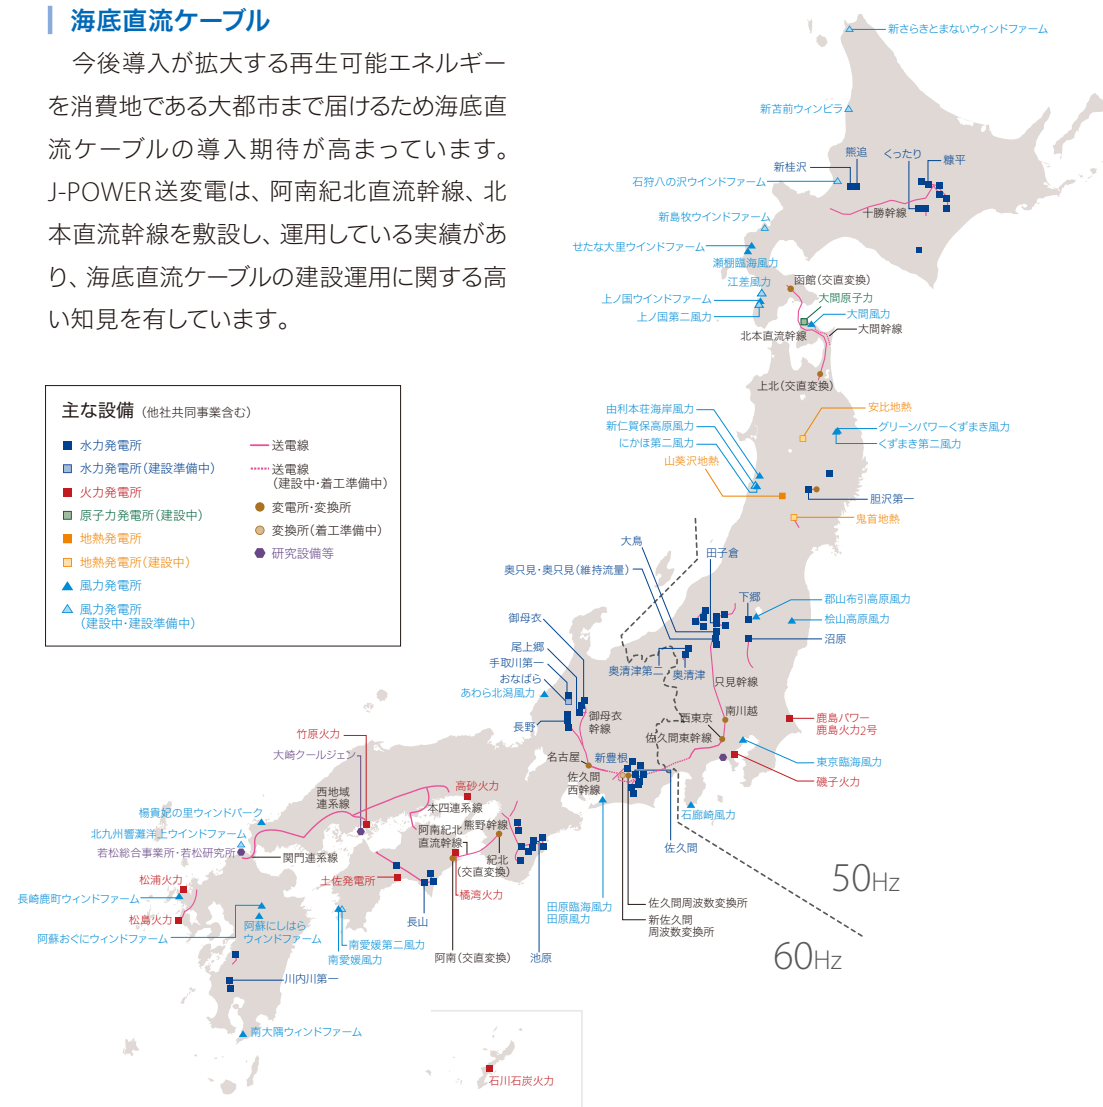 海底直流ケーブル
今後導入が拡大する再生可能エネルギー
を消費地である大都市まで届けるため海底直
流ケーブルの導入期待が高まっています。
J-POWER送変電は、阿南紀北直流幹線、北
本直流幹線を敷設し、運用している実績があ
り、海底直流ケーブルの建設運用に関する高
い知見を有しています。
主な設備（他社共同事業含む）
水力発電所
水力発電所（建設準備中）
火力発電所
原子力発電所（建設中）
地熱発電所
地熱発電所（建設中）
風力発電所
風力発電所
（建設中・建設準備中）
送電線
送電線
（建設中・着工準備中）
変電所・変換所
変換所（着工準備中）
研究設備等
新さらきとまないウィンドファーム
新苫前ウィンビラ
熊追
くったり
糠平
新桂沢
石狩八の沢ウインドファーム
十勝幹線
新島牧ウインドファーム
せたな大里ウインドファーム
瀬棚臨海風力
江差風力
函館（交直変換）
上ノ国ウインドファーム
大間原子力
上ノ国第二風力
大間風力
大間幹線
北本直流幹線
上北（交直変換）
由利本荘海岸風力
安比地熱
新仁賀保高原風力
グリーンパワーくずまき風力
にかほ第二風力
くずまき第二風力
山葵沢地熱
胆沢第一
鬼首地熱
大鳥
田子倉
奥只見・奥只見（維持流量）
下郷
郡山布引高原風力
御母衣
桧山高原風力
尾上郷
沼原
手取川第一
奥清津第二
奥清津
おなばら
只見幹線
あわら北潟風力
御母衣
幹線
西東京
南川越
長野
鹿島パワー
鹿島火力2号
竹原火力
佐久間東幹線
大崎クールジェン
名古屋
新豊根
東京臨海風力
佐久間
西幹線
磯子火力
高砂火力
西地域
連系線
本四連系線
楊貴妃の里ウィンドパーク
石廊崎風力
北九州響灘洋上ウインドファーム
阿南紀北
直流幹線
熊野幹線
若松総合事業所・若松研究所
関門連系線
紀北
（交直変換）
佐久間
松浦火力
土佐発電所
長崎鹿町ウィンドファーム
橘湾火力
50Hz
松島火力
長山
田原臨海風力
田原風力
佐久間周波数変換所
新佐久間
周波数変換所
阿蘇にしはら
ウィンドファーム
阿蘇おぐにウィンドファーム
南愛媛第二風力
南愛媛風力
阿南（交直変換）
池原
60Hz
川内川第一
南大隅ウィンドファーム
石川石炭火力